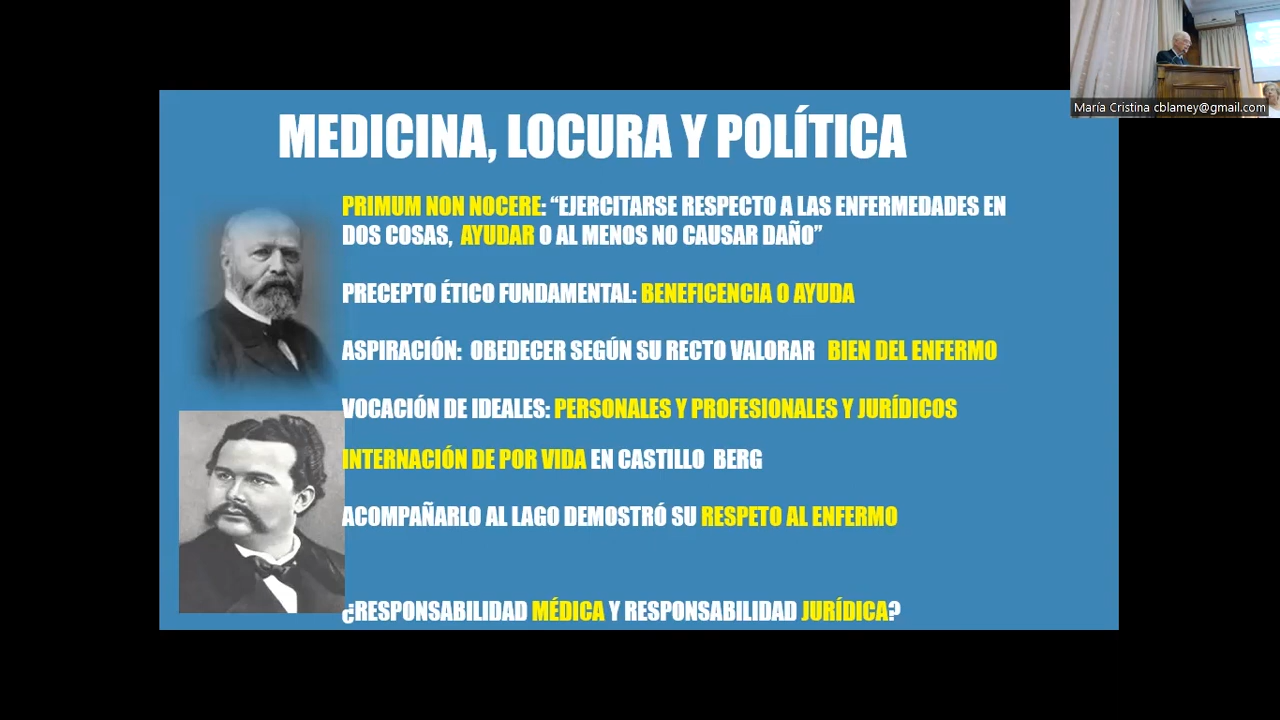 María Cristina cblamey@gmail.com
MEDICINA, LOCURA Y POLÍTICA
PRIMUM NON NOCERE: “EJERCITARSE RESPECTO A LAS ENFERMEDADES EN
DOS COSAS, AYUDAR O AL MENOS NO CAUSAR DAÑO”
PRECEPTO ÉTICO FUNDAMENTAL: BENEFICENCIA O AYUDA
ASPIRACIÓN: OBEDECER SEGÚN SU RECTO VALORAR BIEN DEL ENFERMO
VOCACIÓN DE IDEALES: PERSONALES Y PROFESIONALES Y JURÍDICOS
INTERNACIÓN DE POR VIDA EN CASTILLO BERG
ACOMPAÑARLO AL LAGO DEMOSTRÓ SU RESPETO AL ENFERMO
¿RESPONSABILIDAD MÉDICA Y RESPONSABILIDAD JURÍDICA?